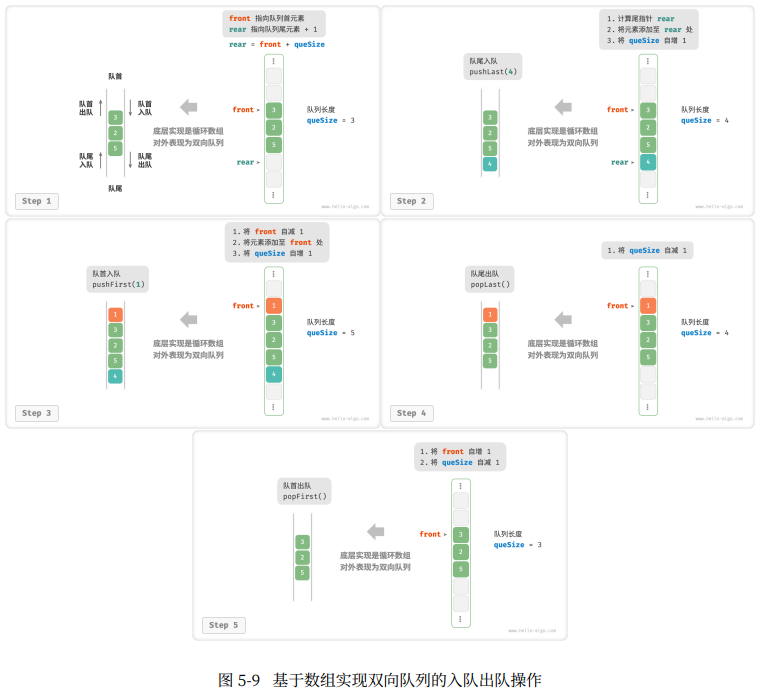 front 指向队列首元素
rear 指向队列尾元素 + 1
rear = front + queSize
队首
队首
出队
队首
入队
队尾
入队
队尾
出队
队尾
3
2
5
底层实现是循环数组
对外表现为双向队列
front
3
2
5
rear
队列长度
queSize = 3
Step 1
www.hello-algo.com
1. 计算尾指针 rear
2. 将元素添加至 rear 处
3. 将 queSize 自增 1
队尾入队
pushLast(4)
3
2
5
4
底层实现是循环数组
对外表现为双向队列
front
3
2
5
rear
4
队列长度
queSize = 4
Step 2
www.hello-algo.com
1. 将 front 自减 1
2. 将元素添加至 front 处
3. 将 queSize 自增 1
队首入队
pushFirst(1)
1
3
2
5
4
底层实现是循环数组
对外表现为双向队列
front
1
3
2
5
4
队列长度
queSize = 5
Step 3
www.hello-algo.com
1. 将 queSize 自减 1
队尾出队
popLast()
1
3
2
5
底层实现是循环数组
对外表现为双向队列
front
1
3
2
5
队列长度
queSize = 4
Step 4
www.hello-algo.com
1. 将 front 自增 1
2. 将 queSize 自减 1
队首出队
popFirst()
3
2
5
底层实现是循环数组
对外表现为双向队列
front
3
2
5
队列长度
queSize = 3
Step 5
www.hello-algo.com
图 5-9 基于数组实现双向队列的入队出队操作